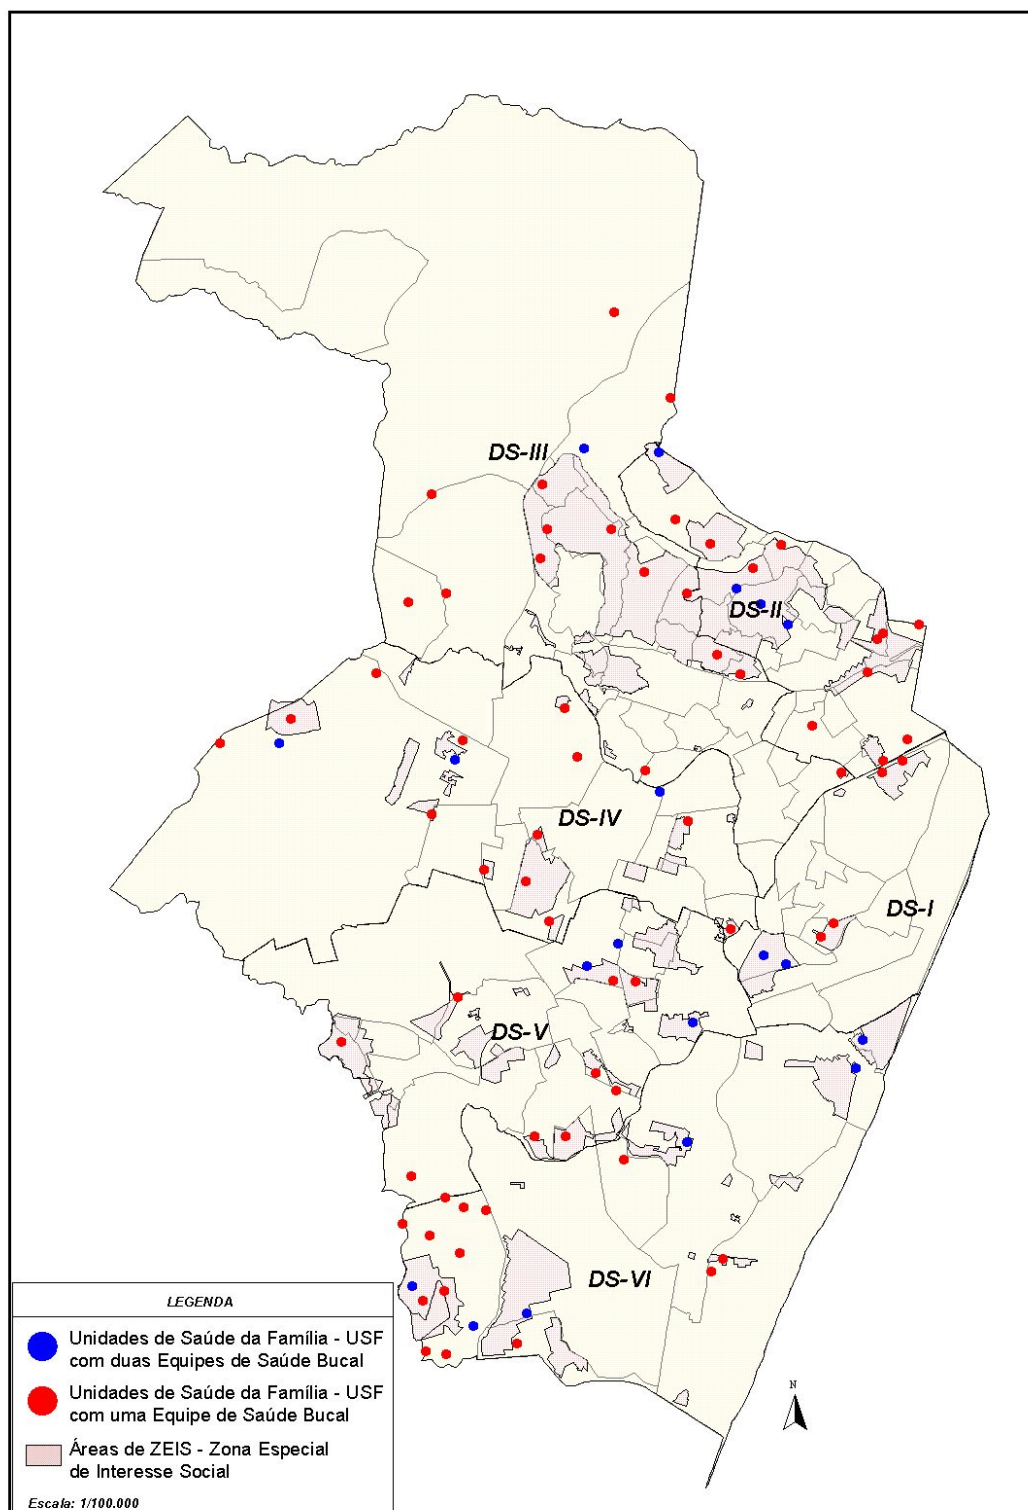 DS-III
DS-II
DS-IV
DS-I
DS-V
DS-VI
LEGENDA
Unidades de Saúde da Família - USF
com duas Equipes de Saúde Bucal
Unidades de Saúde da Família - USF
com uma Equipe de Saúde Bucal
Áreas de ZEIS - Zona Especial
de Interesse Social
Escala: 1/100.000
N